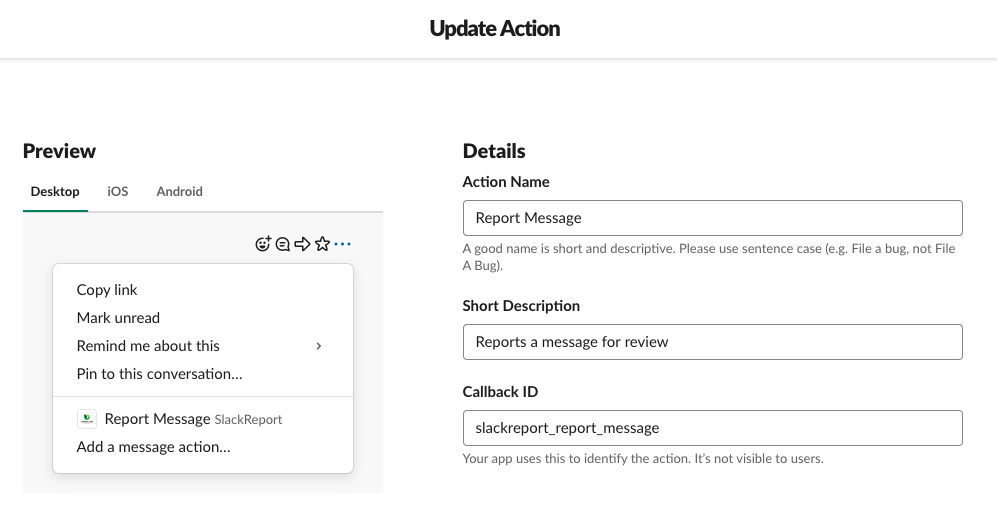 Update Action
Preview
Desktop iOS Android
Copy link
Mark unread
Remind me about this
Pin to this conversation...
Report Message SlackReport
Add a message action...
Details
Action Name
Report Message
A good name is short and descriptive. Please use sentence case (e.g. File a bug, not File
A Bug).
Short Description
Reports a message for review
Callback ID
slackreport_report_message
Your app uses this to identify the action. It’s not visible to users.